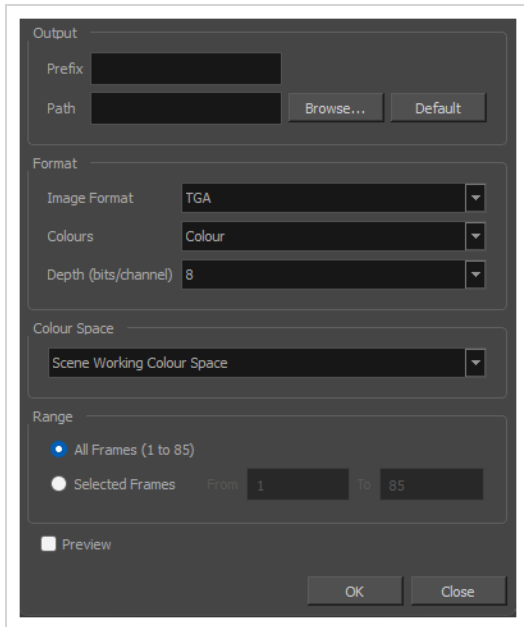 Output
Prefix
Path Browse... Default
Format
Image Format TGA
Colours Colour
Depth (bits/channel) 8
Colour Space
Scene Working Colour Space
Range
All Frames (1 to 85)
Selected Frames From 1 To 85
Preview
OK Close